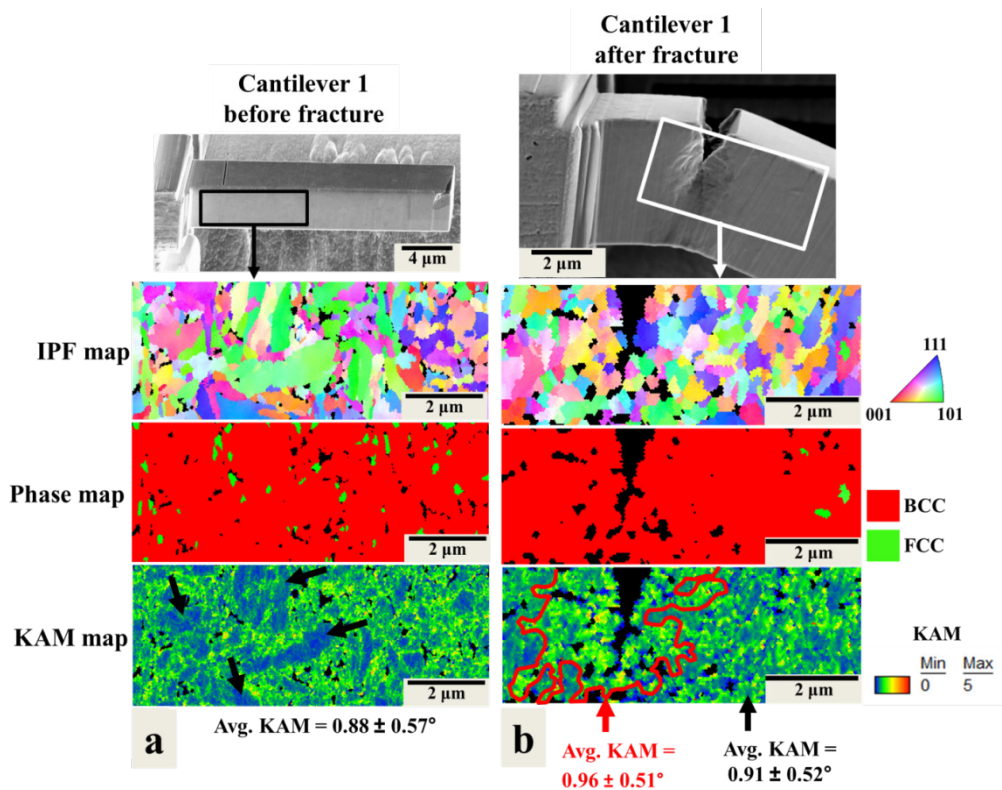 Cantilever 1
before fracture
Cantilever 1
after fracture
4 μm
2 μm
IPF map
2 μm
2 μm
111
001
101
Phase map
2 μm
2 μm
BCC
FCC
KAM map
2 μm
2 μm
KAM
Min
Max
0
5
a
Avg. KAM = 0.88 ± 0.57°
b
Avg. KAM =
0.96 ± 0.51°
Avg. KAM =
0.91 ± 0.52°